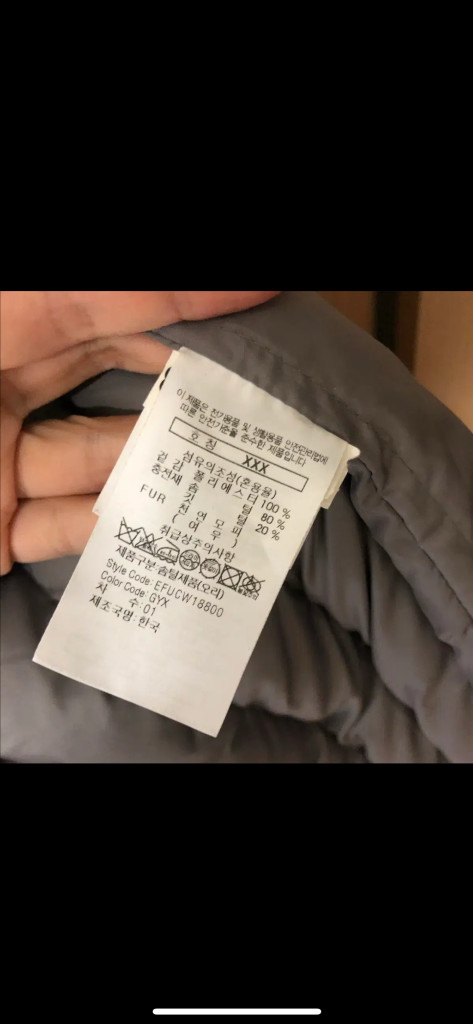 이 제품은 전기용품 및 생활용품 안전관리법에
따른 안전기준을 준수한 제품입니다
호 칭 XXX
섬유의조성(혼용율)
겉 감 폴 리 에 스 터 100 %
충전재 솜 털 80 %
깃 털 20 %
FUR 천 연 모 피
( 여 우 )
취급상주의사항
제품구분:솜털제품(오리)
Style Code: EFUCW18800
Color Code: GYX
차 수: 01
제조국명: 한국